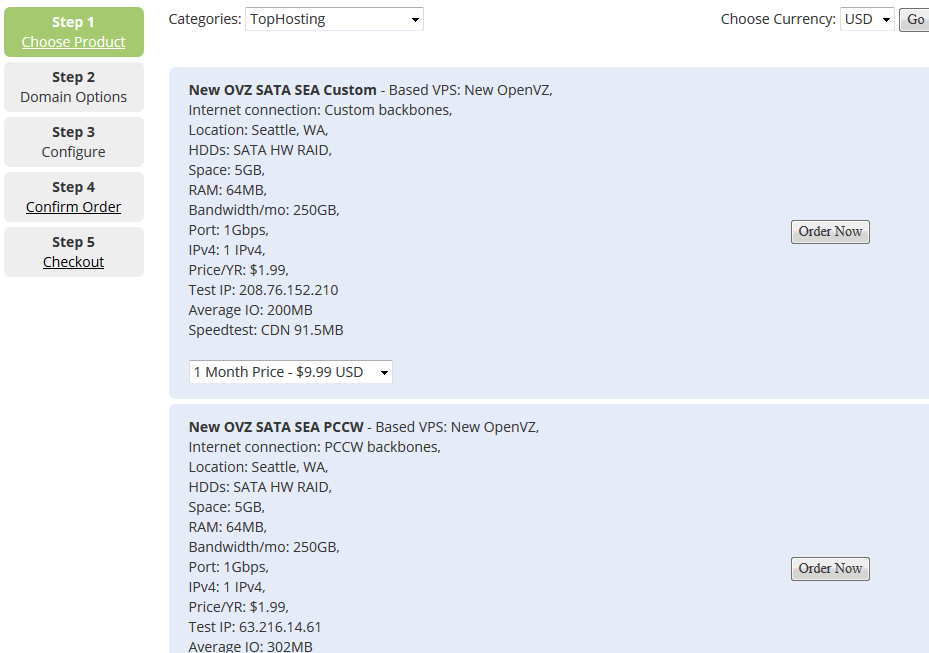 Step 1
Choose Product
Step 2
Domain Options
Step 3
Configure
Step 4
Confirm Order
Step 5
Checkout
Categories: TopHosting
Choose Currency: USD Go
New OVZ SATA SEA Custom - Based VPS: New OpenVZ,
Internet connection: Custom backbones,
Location: Seattle, WA,
HDDs: SATA HW RAID,
Space: 5GB,
RAM: 64MB,
Bandwidth/mo: 250GB,
Port: 1Gbps,
IPv4: 1 IPv4,
Price/YR: $1.99,
Test IP: 208.76.152.210
Average IO: 200MB
Speedtest: CDN 91.5MB
1 Month Price - $9.99 USD
Order Now
New OVZ SATA SEA PCCW - Based VPS: New OpenVZ,
Internet connection: PCCW backbones,
Location: Seattle, WA,
HDDs: SATA HW RAID,
Space: 5GB,
RAM: 64MB,
Bandwidth/mo: 250GB,
Port: 1Gbps,
IPv4: 1 IPv4,
Price/YR: $1.99,
Test IP: 63.216.14.61
Average IO: 302MB
Order Now